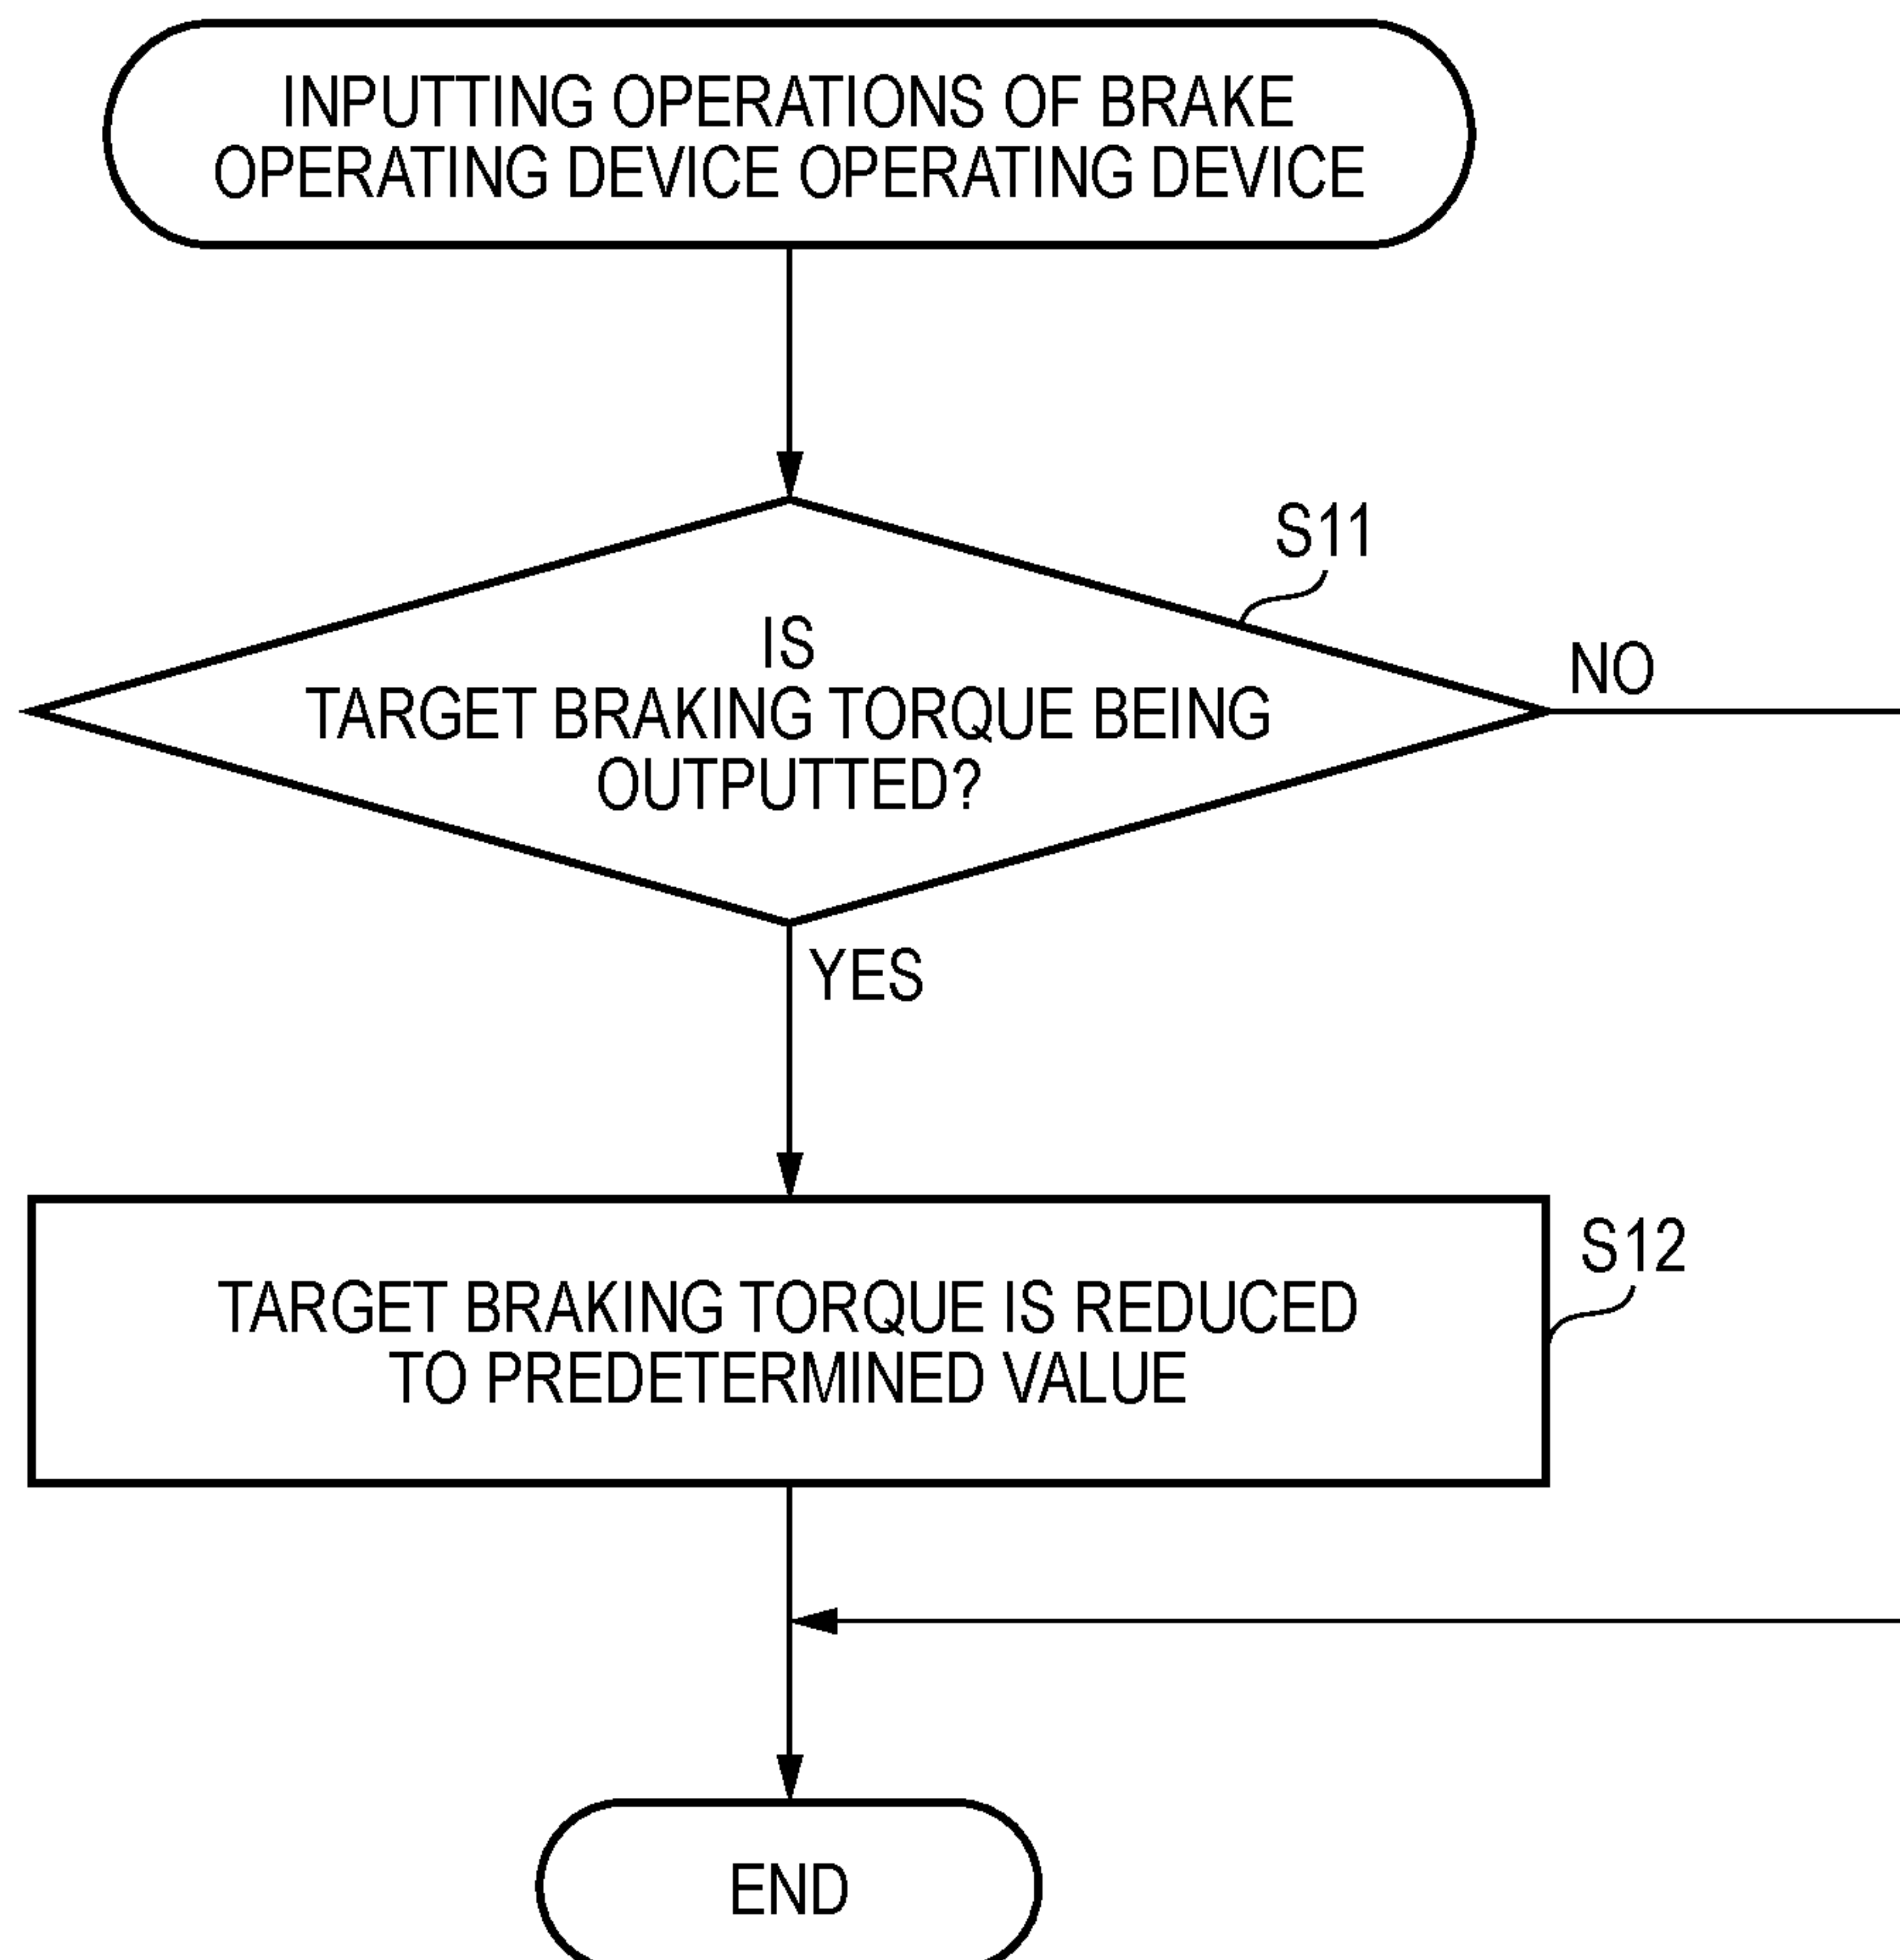 INPUTTING OPERATIONS OF BRAKE
OPERATING DEVICE OPERATING DEVICE
S11
IS
TARGET BRAKING TORQUE BEING
OUTPUTTED?
NO
YES
S12
TARGET BRAKING TORQUE IS REDUCED
TO PREDETERMINED VALUE
END